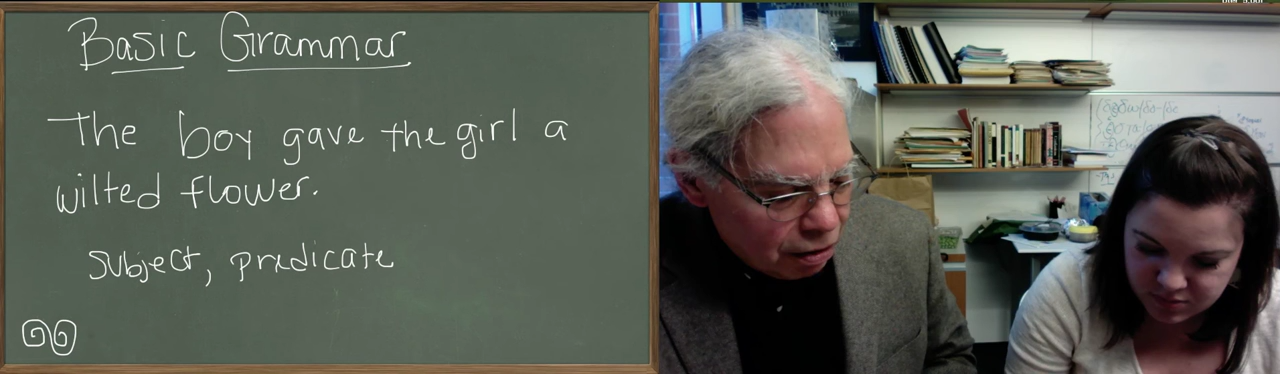 Basic Grammar
The boy gave the girl a
wilted flower.
subject, predicate